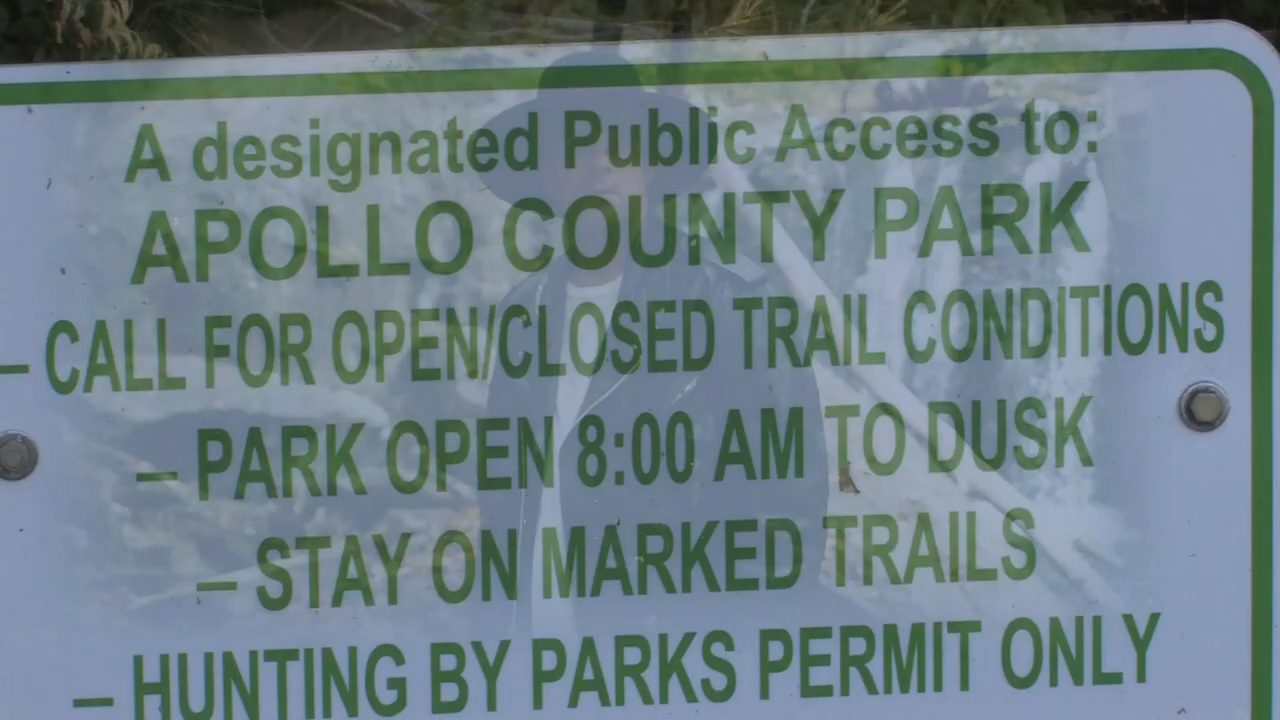 A designated Public Access to:
APOLLO COUNTY PARK
– CALL FOR OPEN/CLOSED TRAIL CONDITIONS
– PARK OPEN 8:00 AM TO DUSK
– STAY ON MARKED TRAILS
– HUNTING BY PARKS PERMIT ONLY